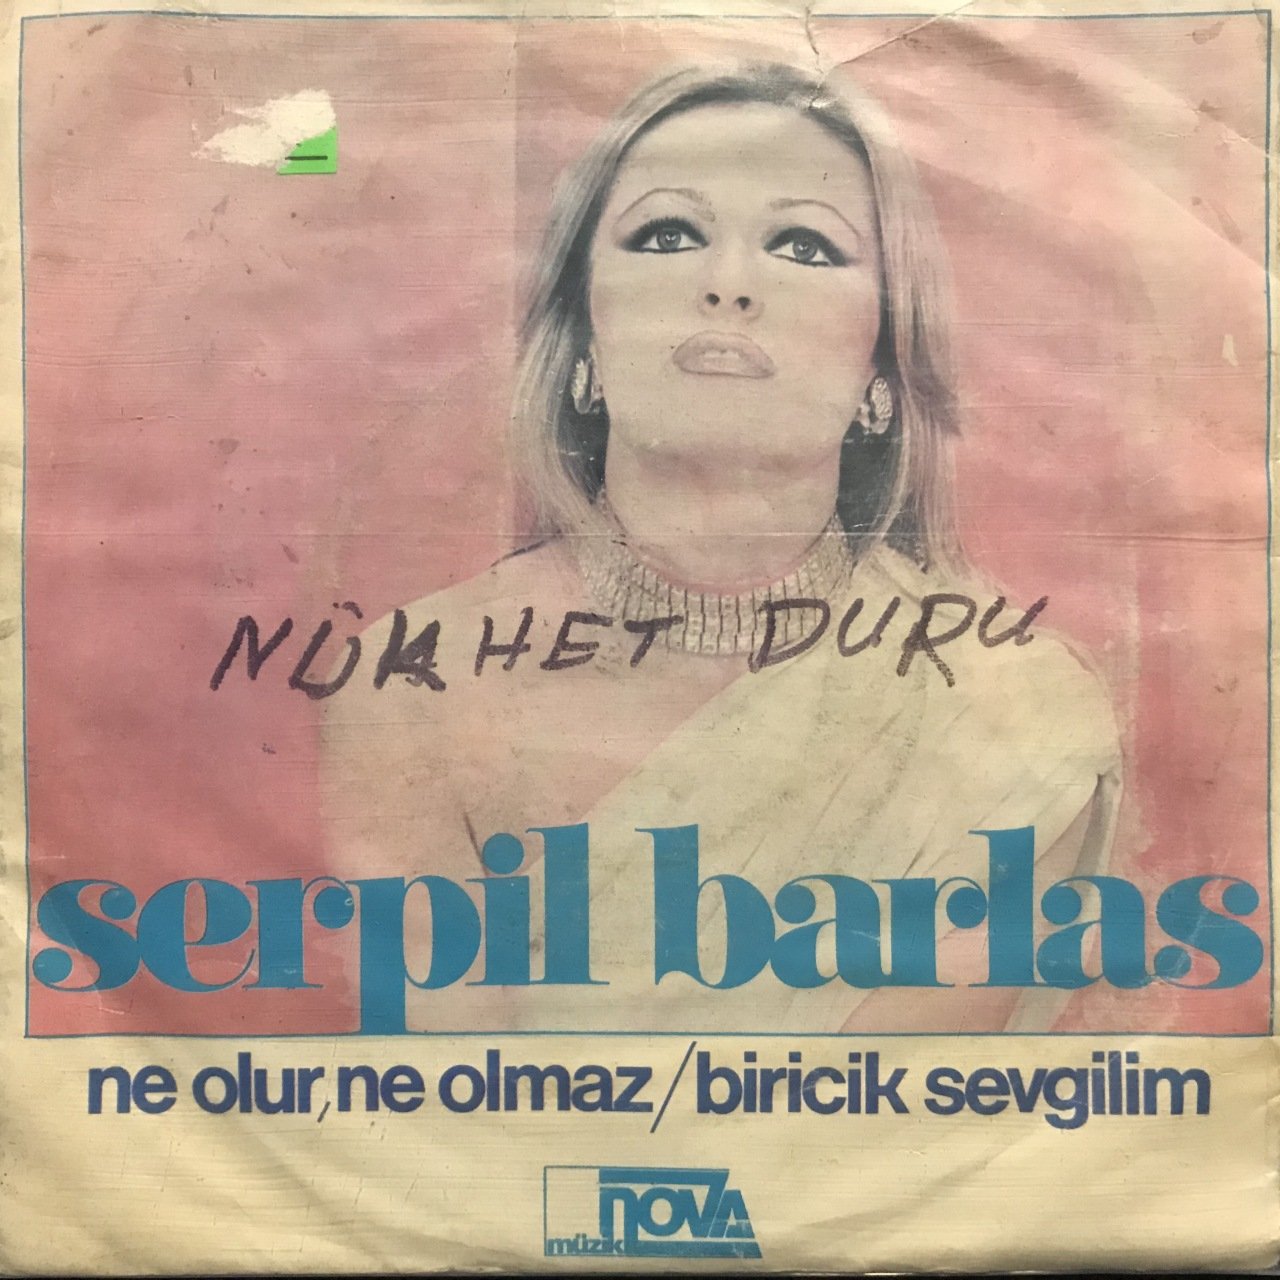 NÜKHET DURU
serpil barlas
ne olur, ne olmaz/biricik sevgilim
nova
müzik